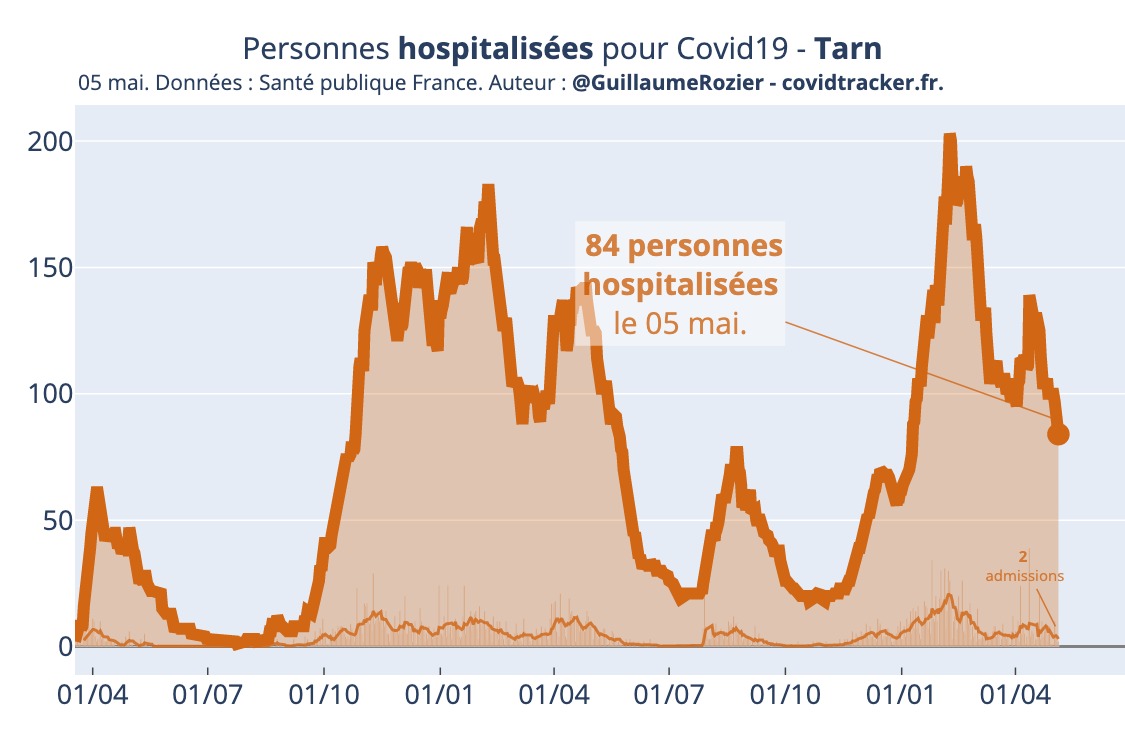 Personnes hospitalisées pour Covid19 - Tarn
05 mai. Données : Santé publique France. Auteur : @GuillaumeRozier - covidtracker.fr.
200
150
100
50
0
84 personnes
hospitalisées
le 05 mai.
2
admissions
01/04 01/07 01/10 01/01 01/04 01/07 01/10 01/01 01/04